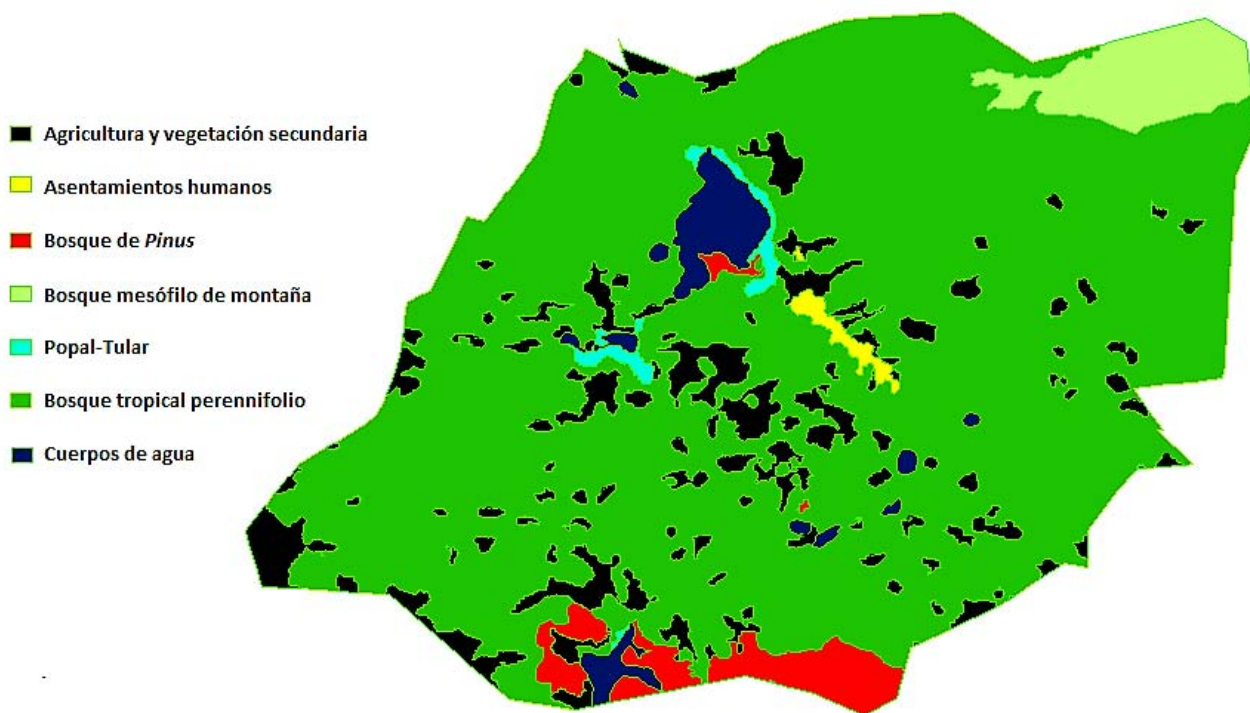 Agricultura y vegetación secundaria
Asentamientos humanos
Bosque de Pinus
Bosque mesófilo de montaña
Popal-Tular
Bosque tropical perennifolio
Cuerpos de agua